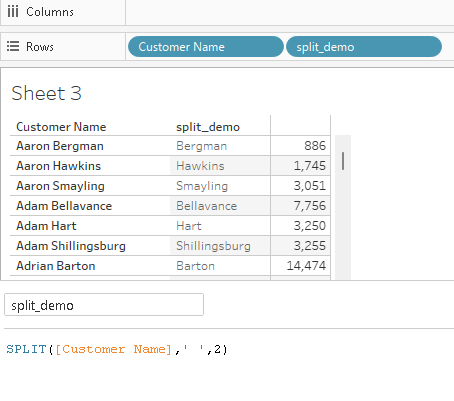 Columns
Rows Customer Name split_demo
Sheet 3
Customer Name split_demo
Aaron Bergman Bergman 886
Aaron Hawkins Hawkins 1,745
Aaron Smayling Smayling 3,051
Adam Bellavance Bellavance 7,756
Adam Hart Hart 3,250
Adam Shillingsburg Shillingsburg 3,255
Adrian Barton Barton 14,474
split_demo
SPLIT([Customer Name],' ',2)